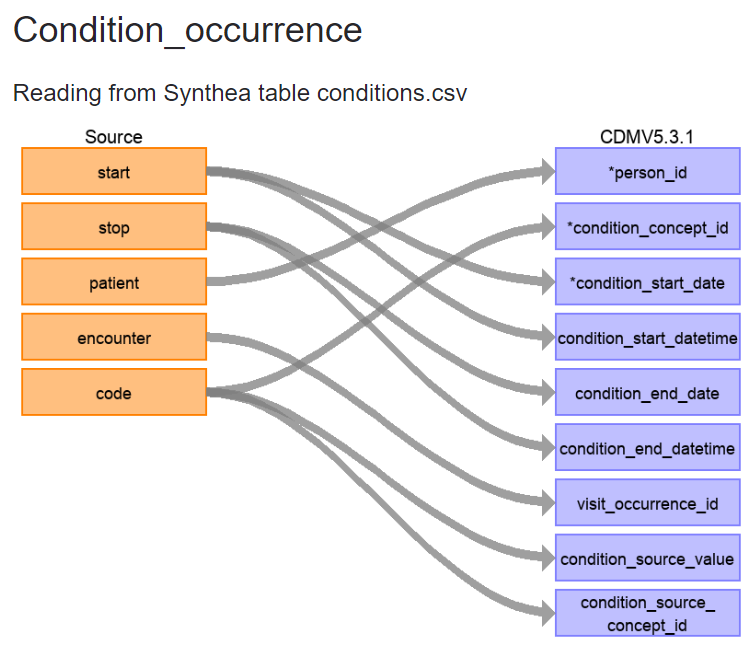 Condition_occurrence
Reading from Synthea table conditions.csv
Source
CDMV5.3.1
start
*person_id
stop
*condition_concept_id
patient
*condition_start_date
encounter
condition_start_datetime
code
condition_end_date
condition_end_datetime
visit_occurrence_id
condition_source_value
condition_source_
concept_id